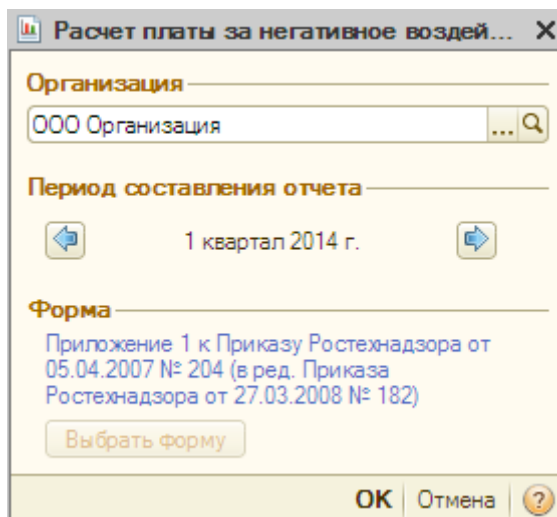 Расчет платы за негативное воздей...
Организация
ООО Организация
...
Период составления отчета
1 квартал 2014 г.
Форма
Приложение 1 к Приказу Ростехнадзора от
05.04.2007 № 204 (в ред. Приказа
Ростехнадзора от 27.03.2008 № 182)
Выбрать форму
ОК Отмена ?